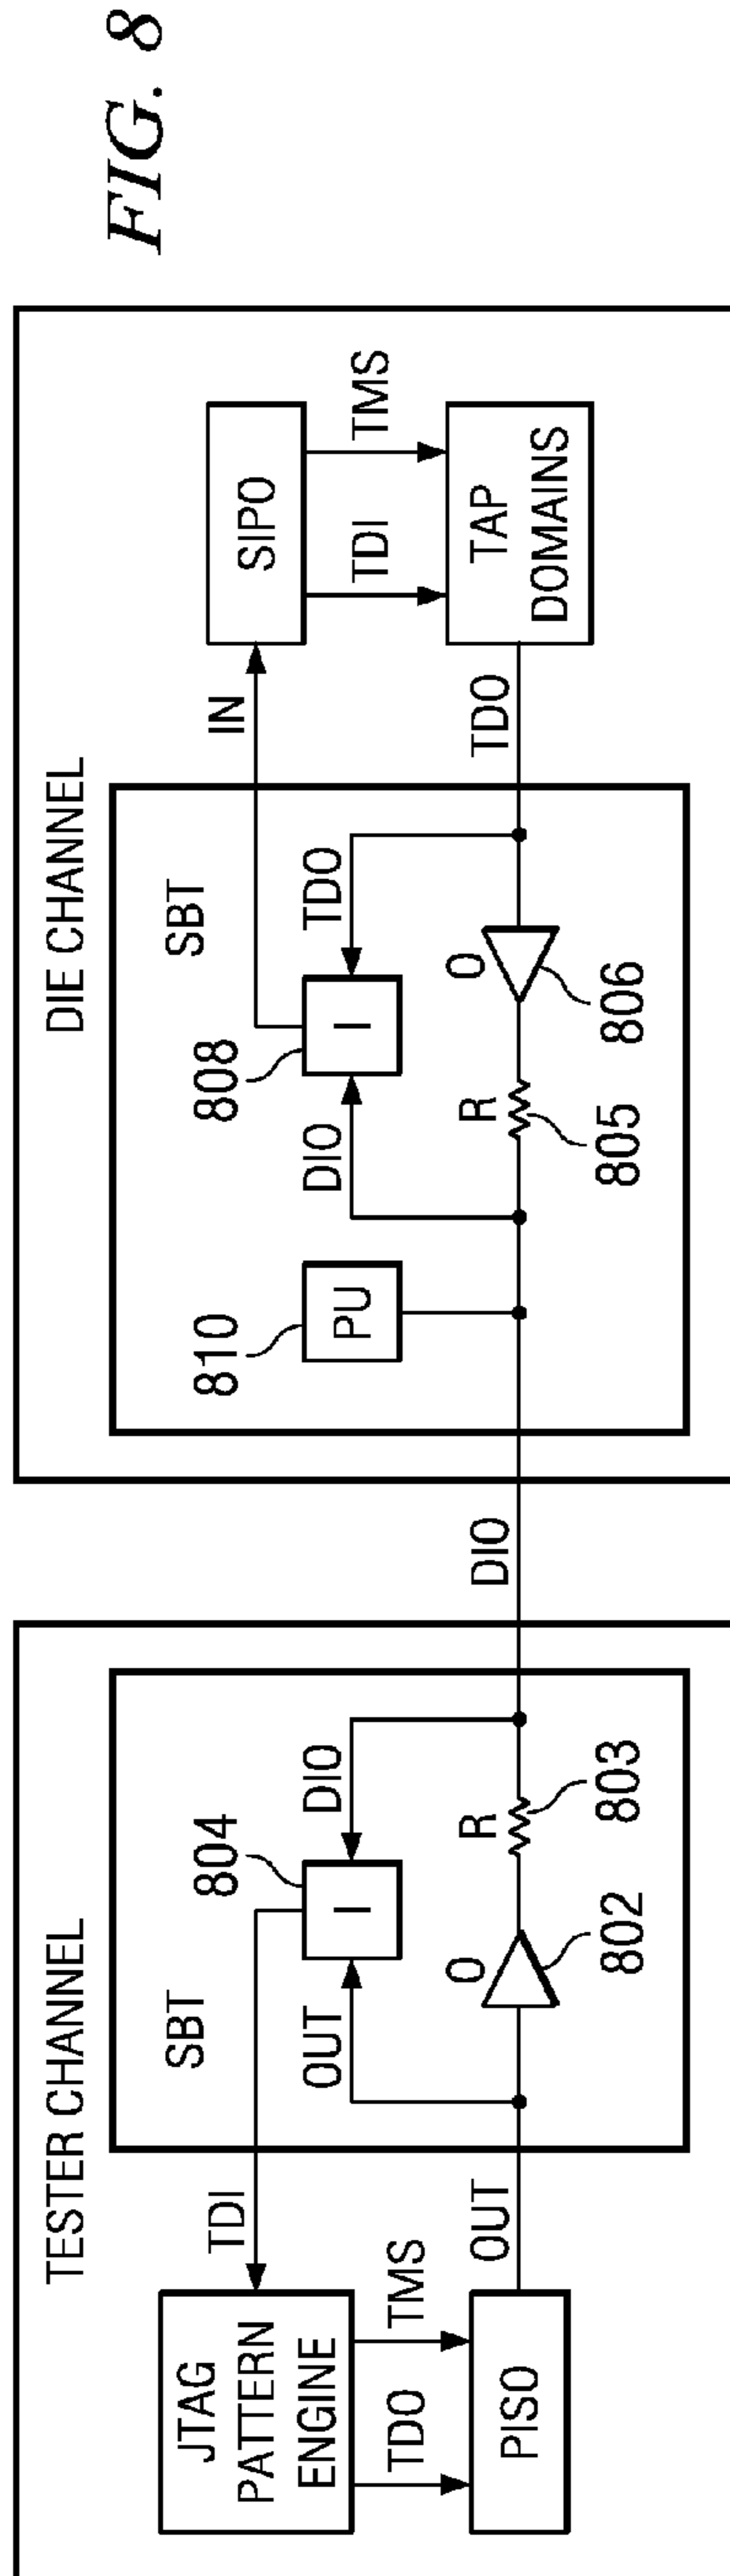 FIG. 8
TESTER CHANNEL
JTAG
PATTERN
ENGINE
TDI
TDO
TMS
PISO
OUT
SBT
804
I
OUT
DIO
O
802
R
803
DIO
DIE CHANNEL
SBT
810
PU
808
I
DIO
TDO
R
805
O
806
IN
SIPO
TDI
TMS
TDO
TAP
DOMAINS